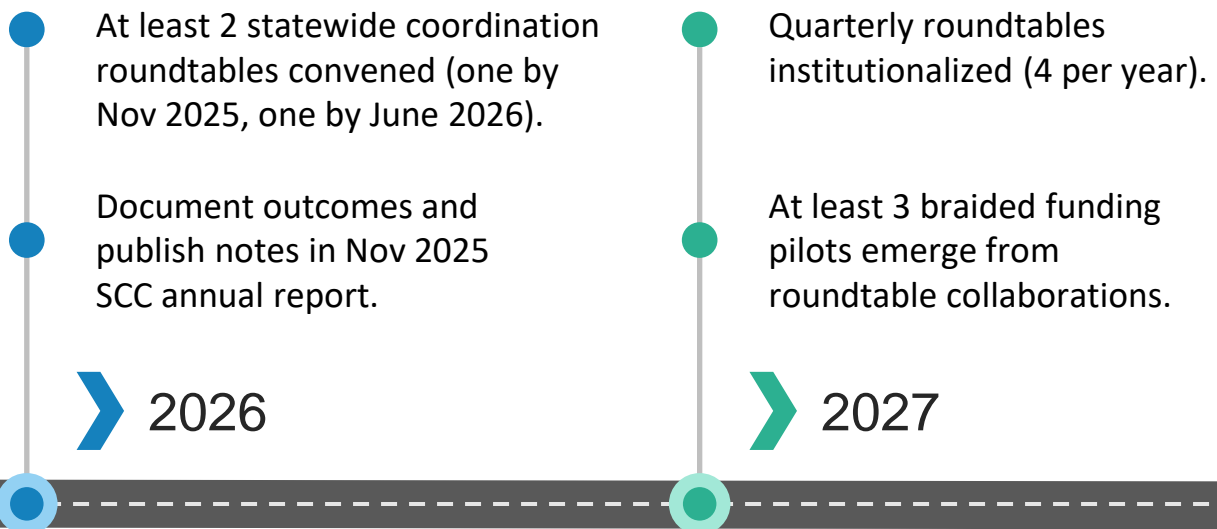 At least 2 statewide coordination
roundtables convened (one by
Nov 2025, one by June 2026).
Document outcomes and
publish notes in Nov 2025
SCC annual report.
2026
Quarterly roundtables
institutionalized (4 per year).
At least 3 braided funding
pilots emerge from
roundtable collaborations.
2027